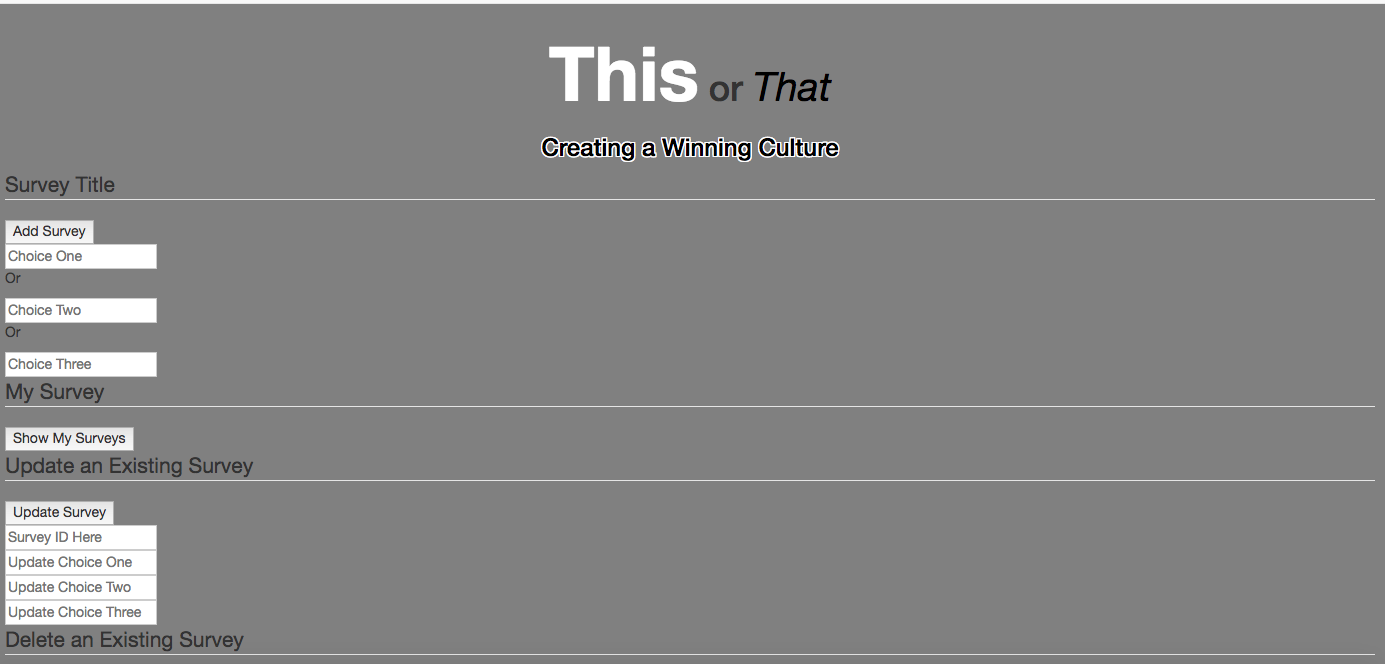 This or That
Creating a Winning Culture
Survey Title
Add Survey
Choice One
Or
Choice Two
Or
Choice Three
My Survey
Show My Surveys
Update an Existing Survey
Update Survey
Survey ID Here
Update Choice One
Update Choice Two
Update Choice Three
Delete an Existing Survey